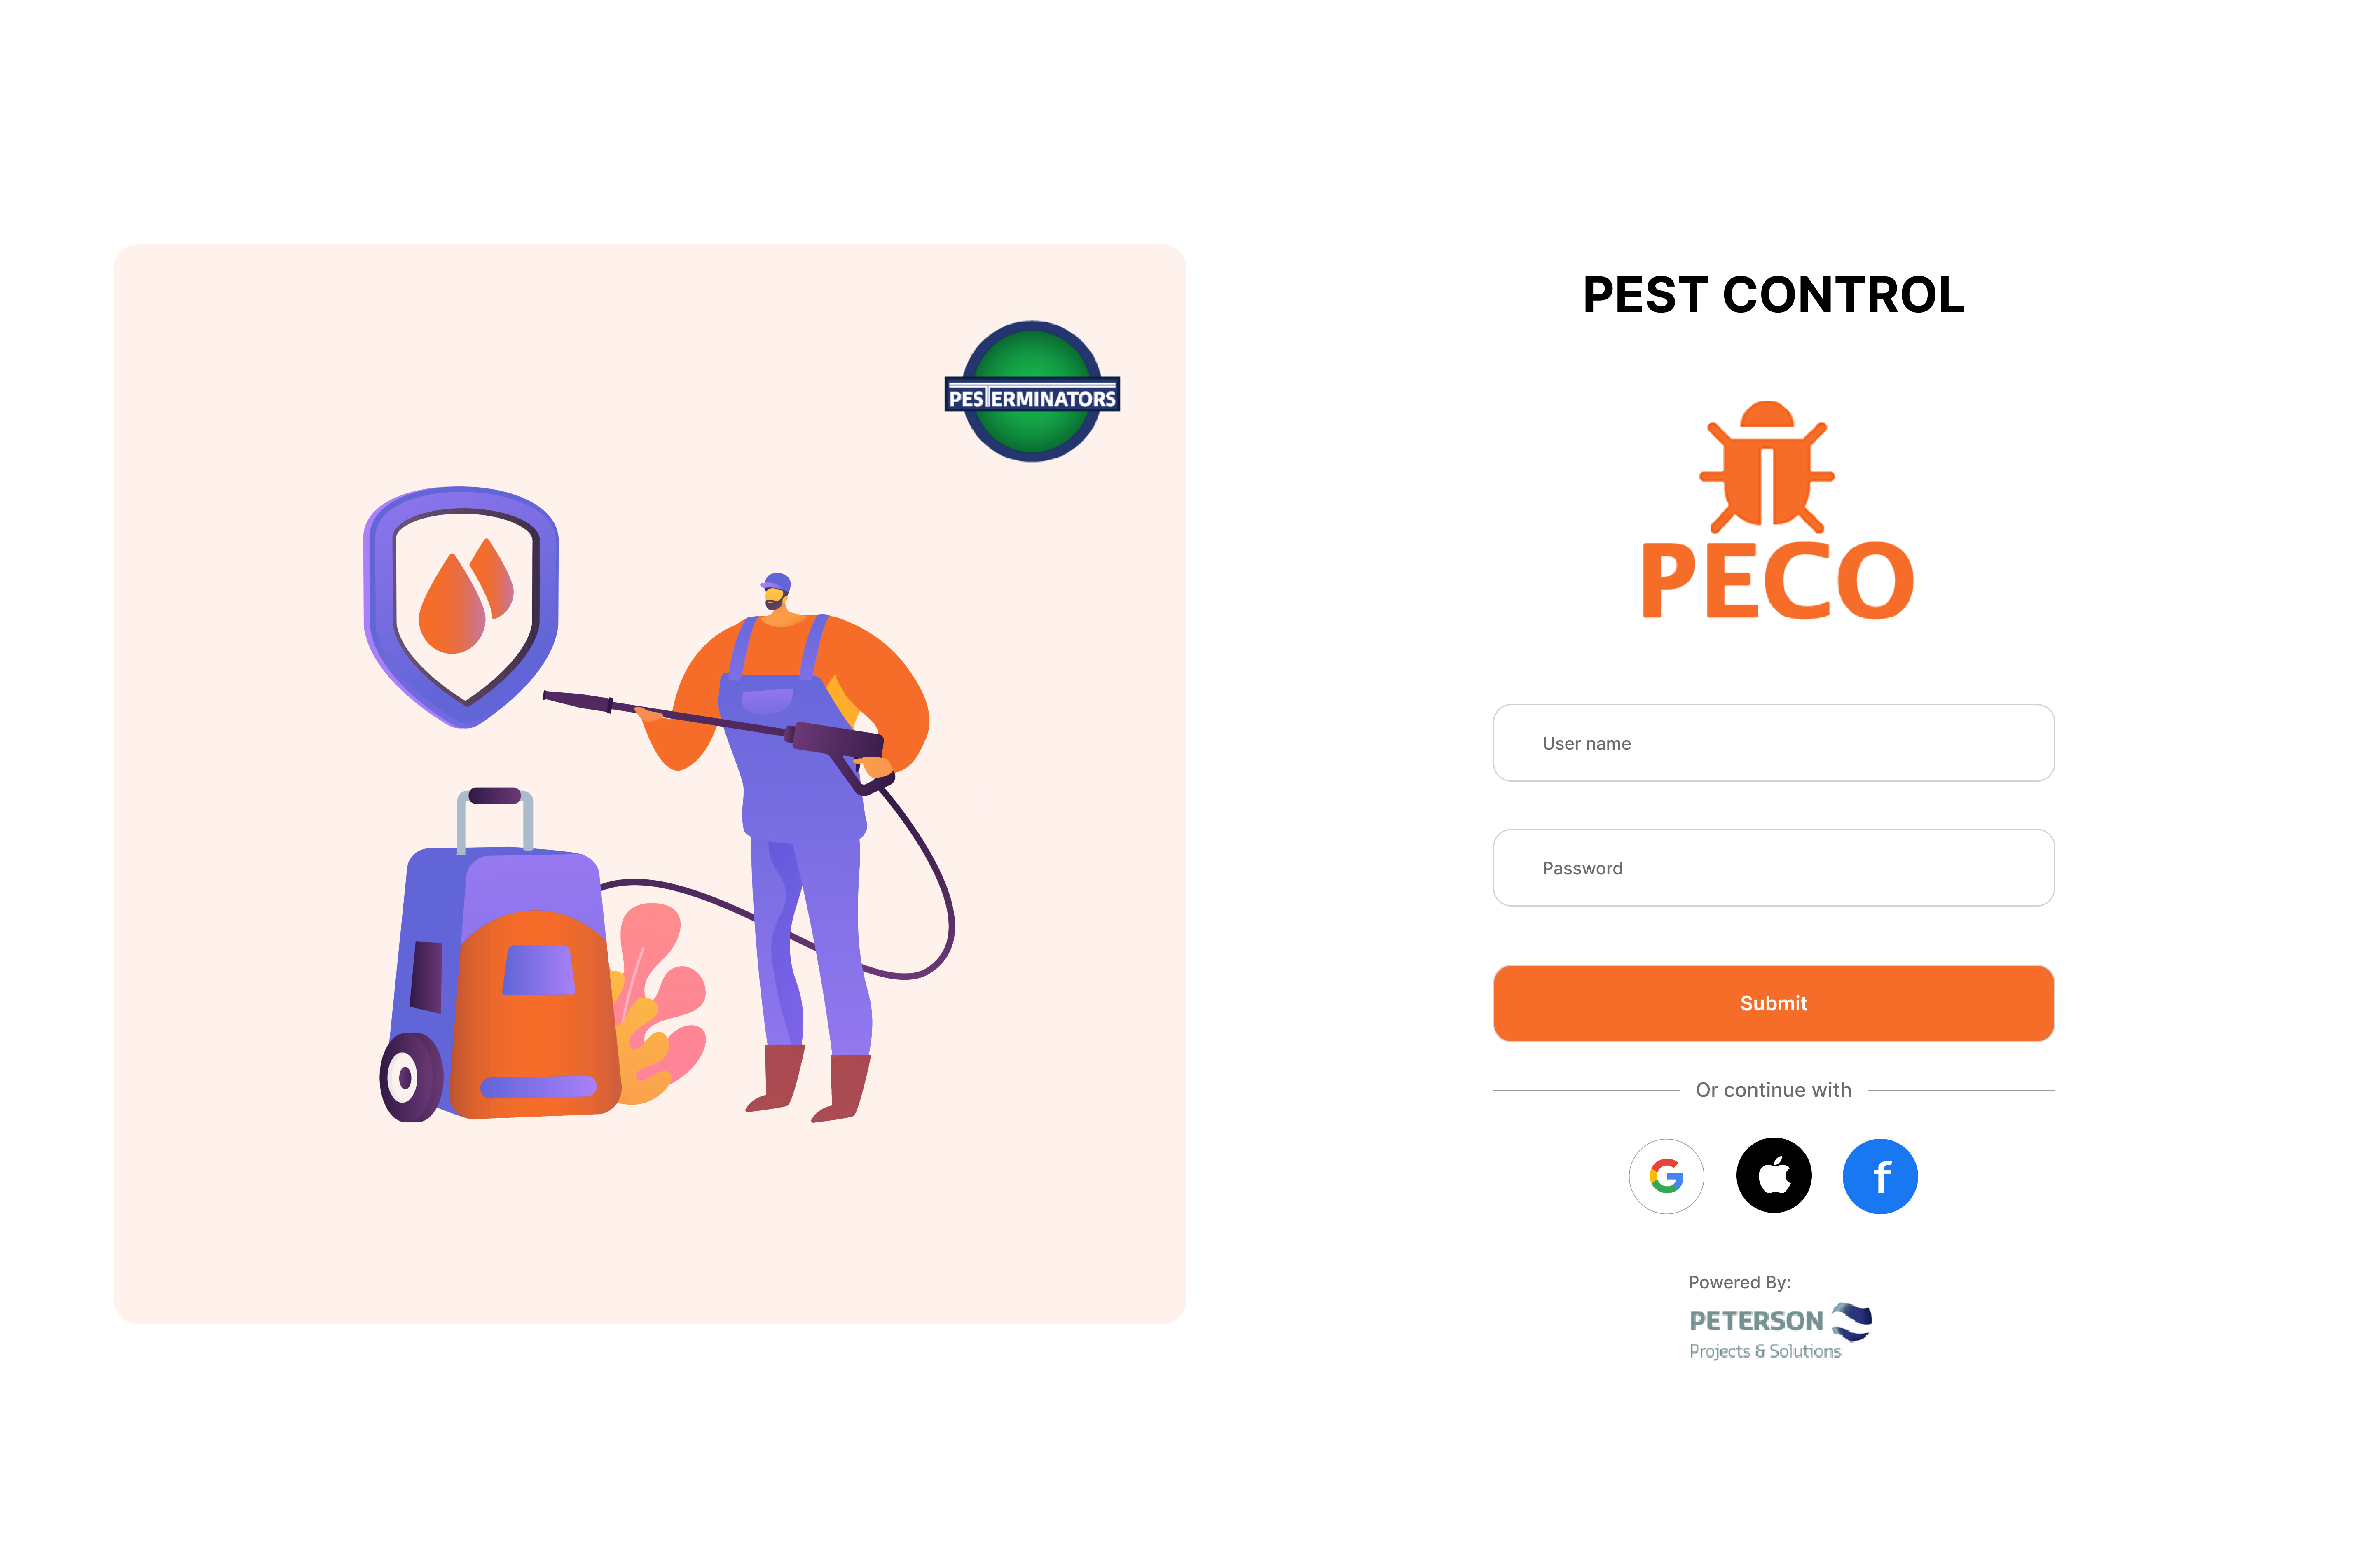 PESTERMINATORS
PEST CONTROL
PECO
User name
Password
Submit
Or continue with
f
Powered By:
PETERSON
Projects & Solutions